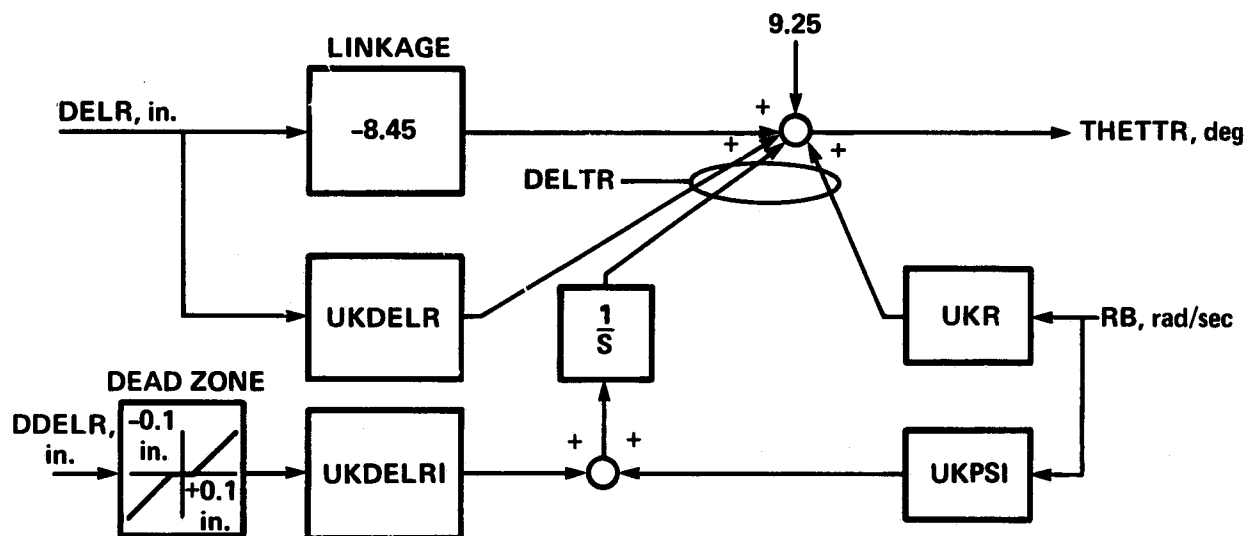 9.25
LINKAGE
DELR, in.
-8.45
+
+
+
THETTR, deg
DELTR
UKDELR
1
S
UKR
RB, rad/sec
DEAD ZONE
DDELR,
in.
-0.1
in.
+0.1
in.
UKDELRI
+
+
UKPSI